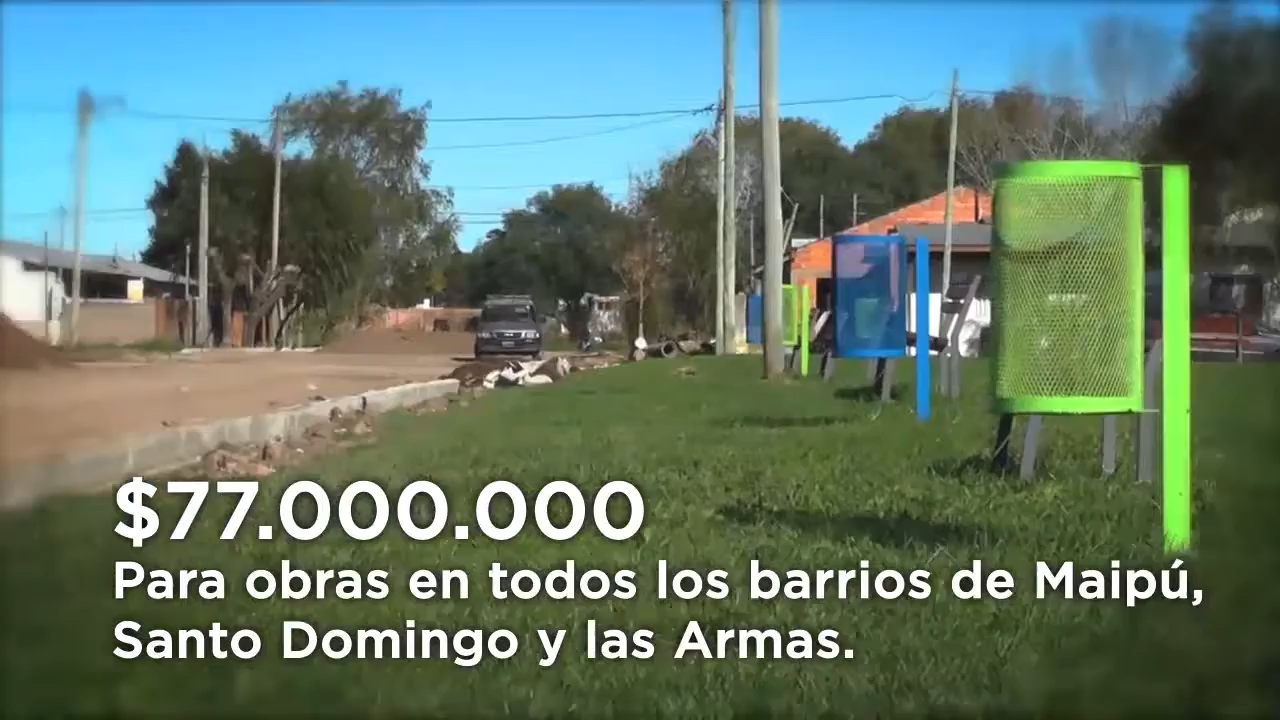 $77.000.000
Para obras en todos los barrios de Maipú,
Santo Domingo y las Armas.